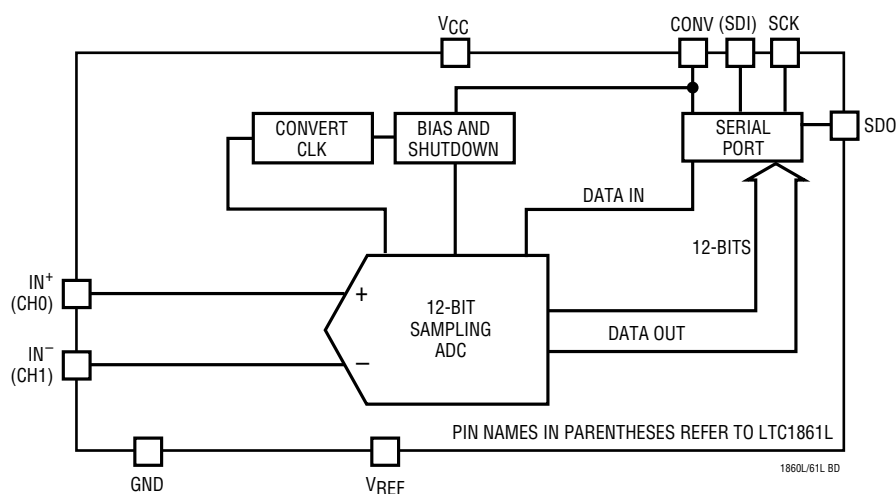 VCC
CONV
(SDI)
SCK
SDO
CONVERT
CLK
BIAS AND
SHUTDOWN
SERIAL
PORT
DATA IN
12-BITS
IN+
(CH0)
+
12-BIT
SAMPLING
ADC
DATA OUT
IN−
(CH1)
−
PIN NAMES IN PARENTHESES REFER TO LTC1861L
GND
VREF
1860L/61L BD